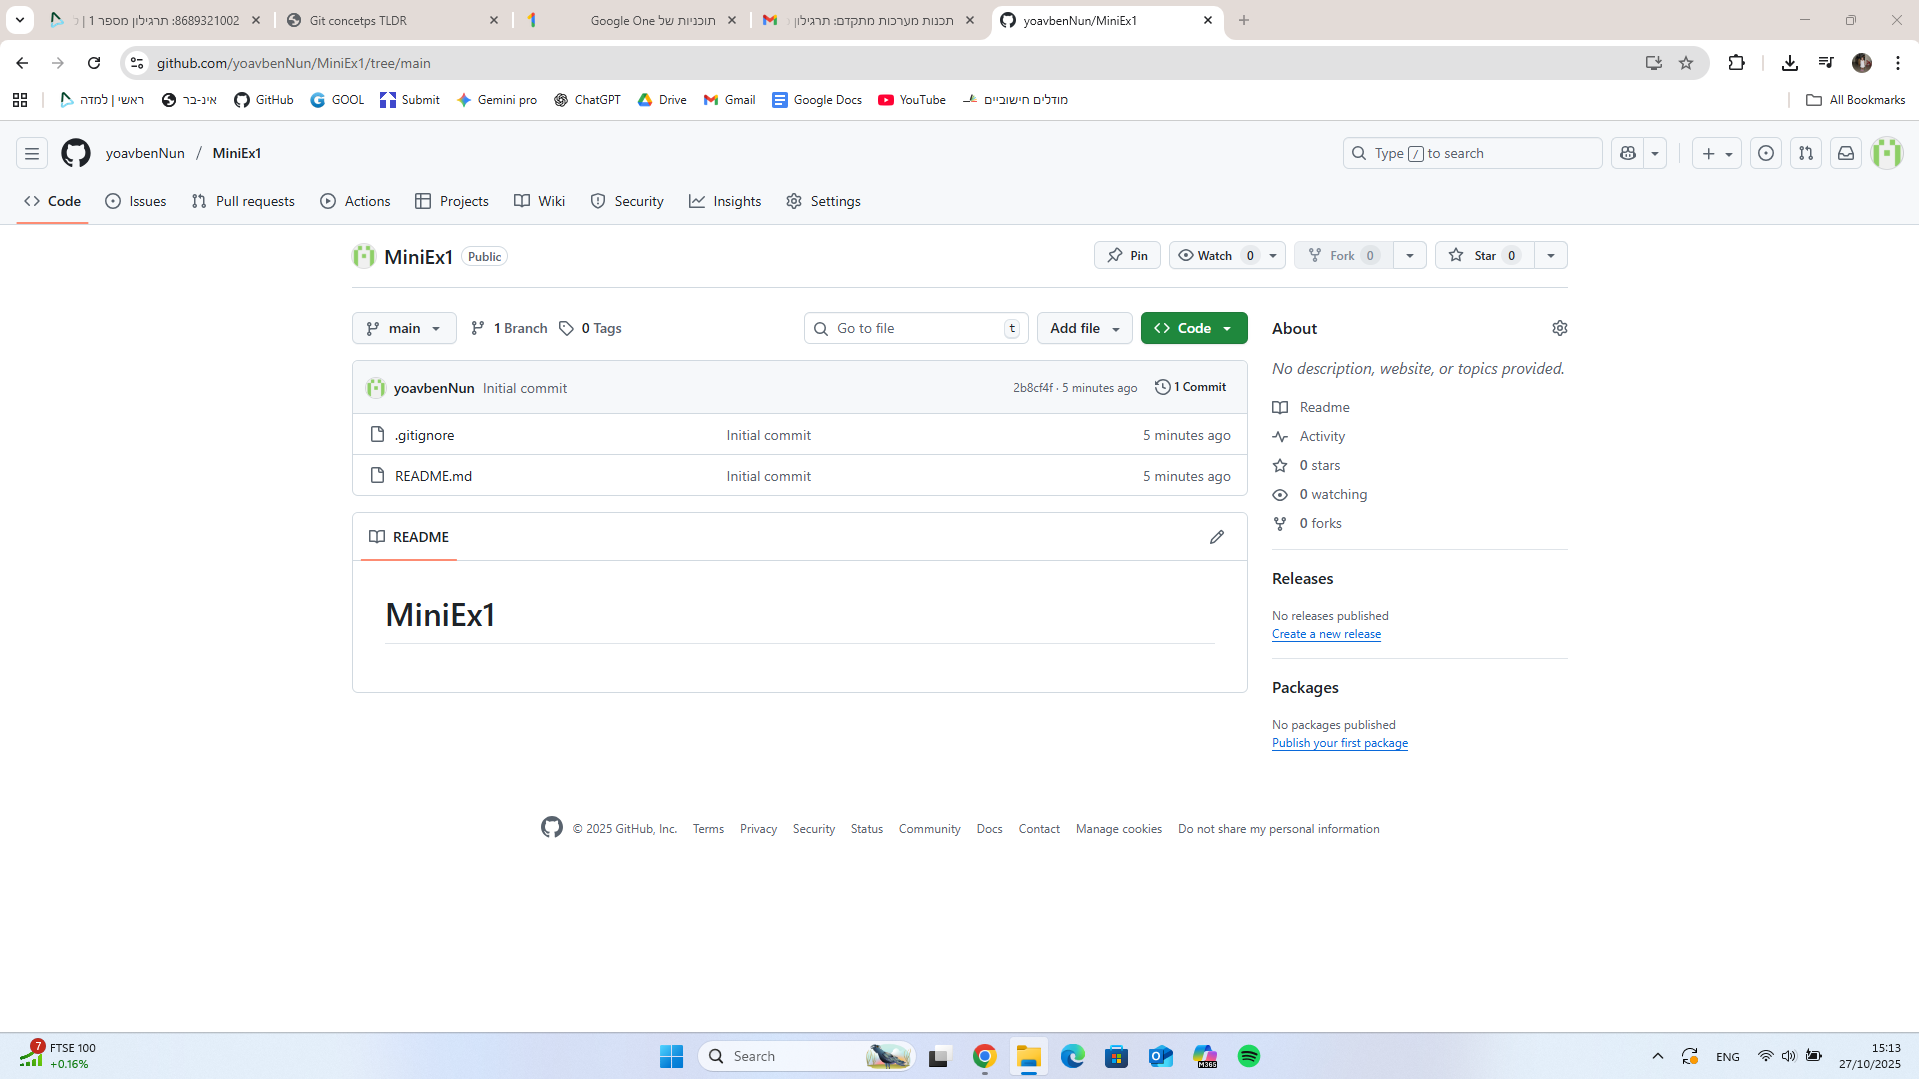 8689321002: תרגילון מספר 1 | ל
Git concetps TLDR
תוכניות של Google One
תכנות מערכות מתקדם: תרגילון
yoavbenNun/MiniEx1
github.com/yoavbenNun/MiniEx1/tree/main
ראשי | למדה
אינ-בר
GitHub
GOOL
Submit
Gemini pro
ChatGPT
Drive
Gmail
Google Docs
YouTube
מודלים חישוביים
All Bookmarks
yoavbenNun / MiniEx1
Type / to search
Code
Issues
Pull requests
Actions
Projects
Wiki
Security
Insights
Settings
MiniEx1 Public
Pin
Watch 0
Fork 0
Star 0
main
1 Branch
0 Tags
Go to file t
Add file
Code
About
No description, website, or topics provided.
yoavbenNun Initial commit
2b8cf4f · 5 minutes ago
1 Commit
Readme
.gitignore Initial commit 5 minutes ago
Activity
0 stars
README.md Initial commit 5 minutes ago
0 watching
0 forks
README
MiniEx1
Releases
No releases published
Create a new release
Packages
No packages published
Publish your first package
© 2025 GitHub, Inc. Terms Privacy Security Status Community Docs Contact Manage cookies Do not share my personal information
7
FTSE 100
+0.16%
Search
M365
ENG
15:13
27/10/2025